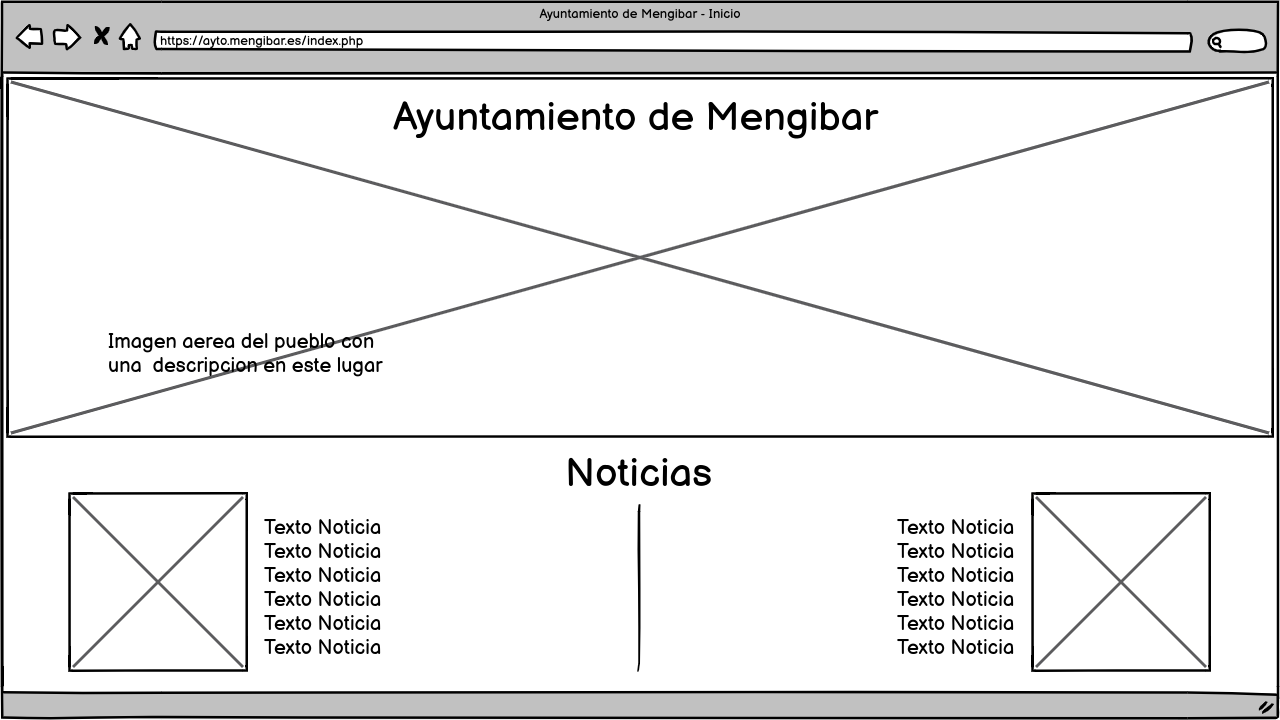 Ayuntamiento de Mengibar - Inicio
https://ayto.mengibar.es/index.php
Ayuntamiento de Mengibar
Imagen aerea del pueblo con
una descripcion en este lugar
Noticias
Texto Noticia
Texto Noticia
Texto Noticia
Texto Noticia
Texto Noticia
Texto Noticia
Texto Noticia
Texto Noticia
Texto Noticia
Texto Noticia
Texto Noticia
Texto Noticia